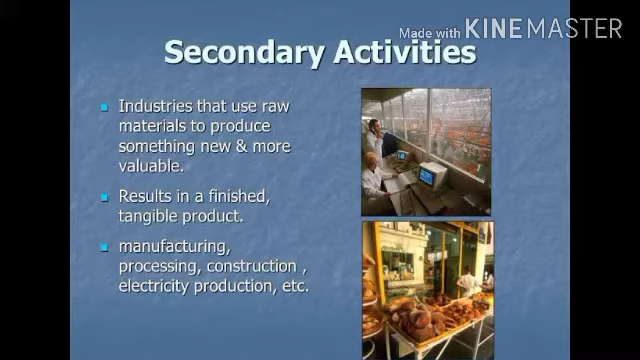 Made with KINEMASTER
Secondary Activities
Industries that use raw
materials to produce
something new & more
valuable.
Results in a finished,
tangible product.
manufacturing,
processing, construction ,
electricity production, etc.